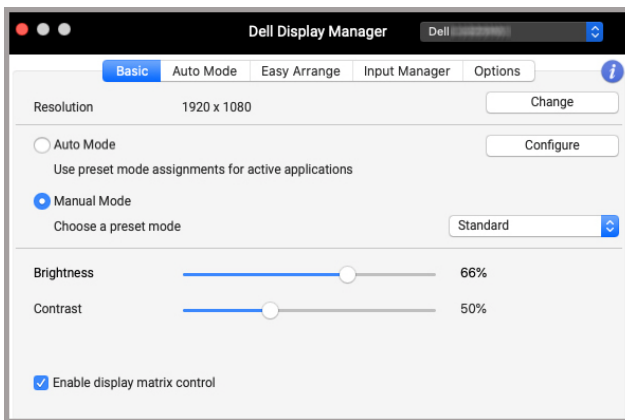 Dell Display Manager Dell
Basic Auto Mode Easy Arrange Input Manager Options i
Resolution 1920 x 1080 Change
Auto Mode Configure
Use preset mode assignments for active applications
Manual Mode
Choose a preset mode Standard
Brightness 66%
Contrast 50%
Enable display matrix control